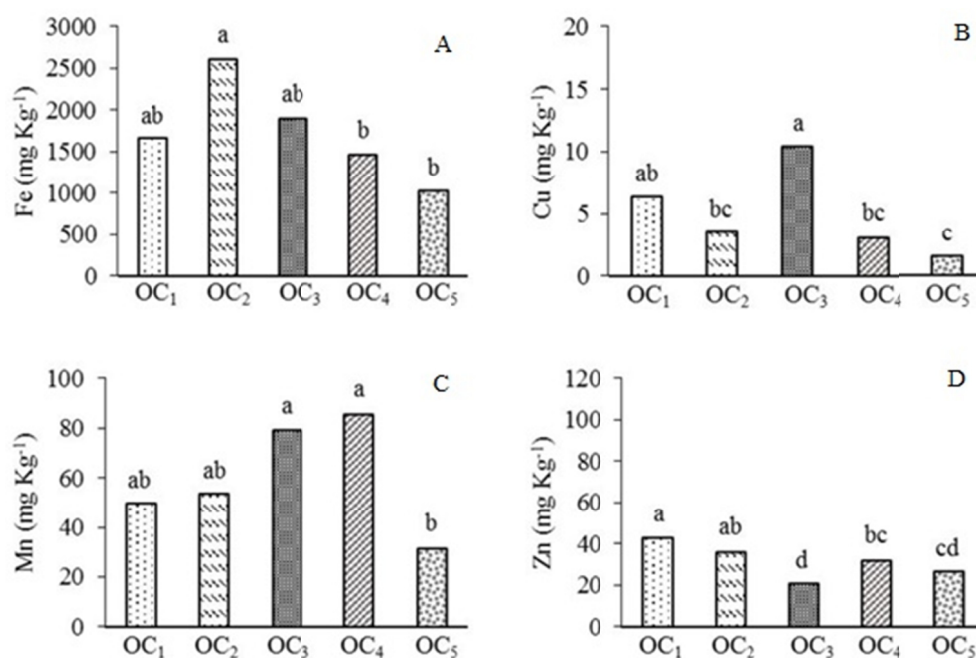 A
Fe (mg Kg⁻¹)
3000
2500
2000
1500
1000
500
0
ab
a
ab
b
b
OC₁ OC₂ OC₃ OC₄ OC₅
B
Cu (mg Kg⁻¹)
20
15
10
5
0
ab
bc
a
bc
c
OC₁ OC₂ OC₃ OC₄ OC₅
C
Mn (mg Kg⁻¹)
100
80
60
40
20
0
ab
ab
a
a
b
OC₁ OC₂ OC₃ OC₄ OC₅
D
Zn (mg Kg⁻¹)
120
100
80
60
40
20
0
a
ab
d
bc
cd
OC₁ OC₂ OC₃ OC₄ OC₅